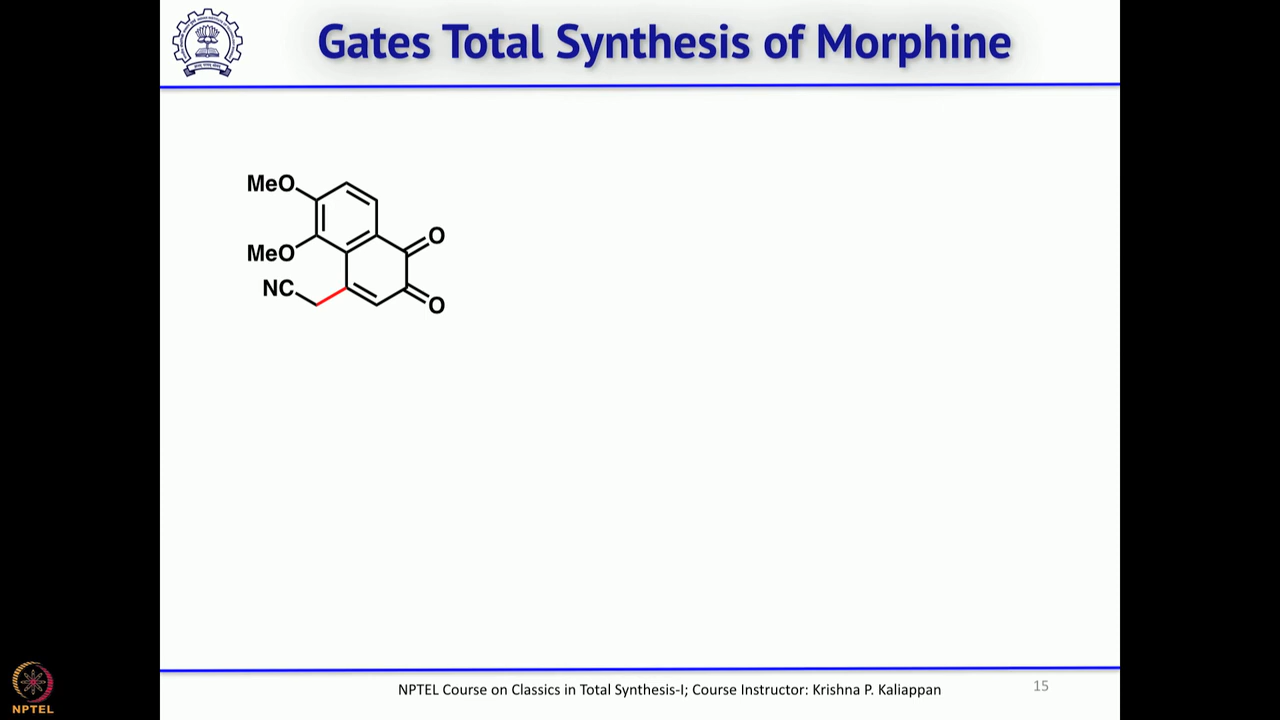 Gates Total Synthesis of Morphine
MeO
O
MeO
NC
O
NPTEL Course on Classics in Total Synthesis-I; Course Instructor: Krishna P. Kaliappan
15
NPTEL